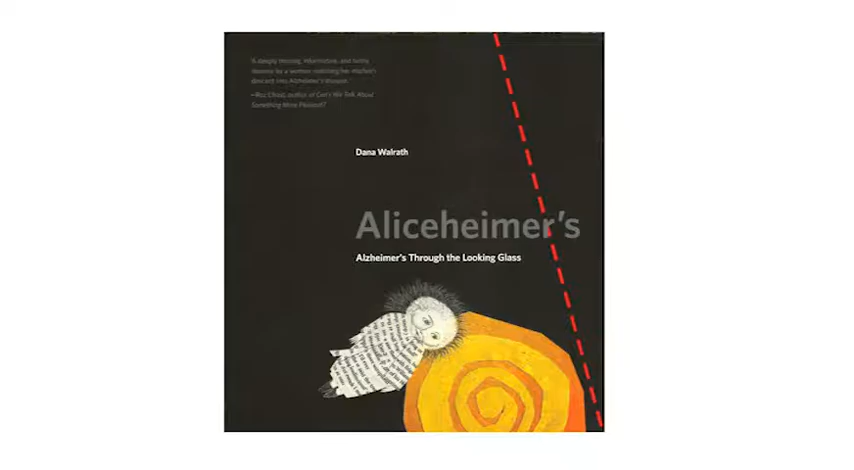 "A deeply moving, informative, and funny
memoir by a woman watching her mother's
descent into Alzheimer's disease."
—Roz Chast, author of Can't We Talk About
Something More Pleasant?
Dana Walrath
Aliceheimer's
Alzheimer's Through the Looking Glass